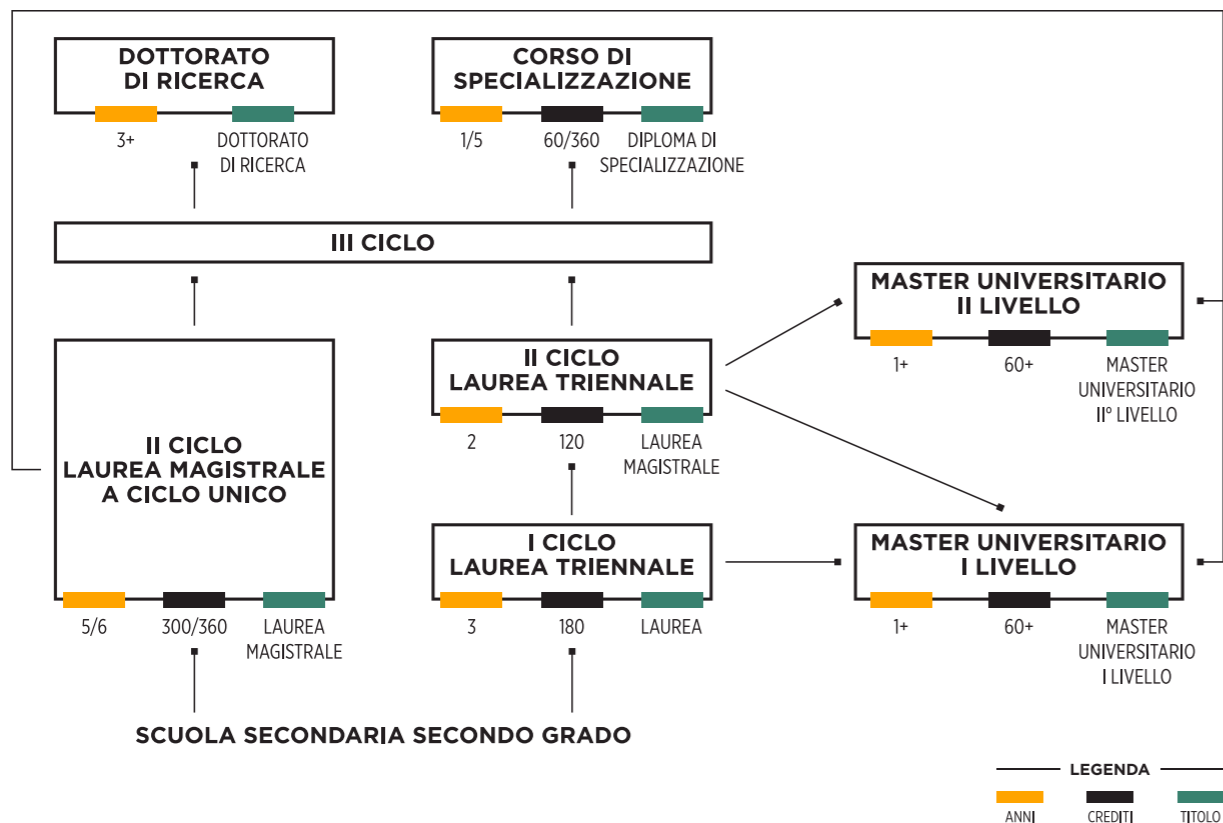 DOTTORATO
DI RICERCA
3+
DOTTORATO
DI RICERCA
CORSO DI
SPECIALIZZAZIONE
1/5
60/360
DIPLOMA DI
SPECIALIZZAZIONE
III CICLO
MASTER UNIVERSITARIO
II LIVELLO
1+
60+
MASTER
UNIVERSITARIO
II° LIVELLO
II CICLO
LAUREA MAGISTRALE
A CICLO UNICO
5/6
300/360
LAUREA
MAGISTRALE
II CICLO
LAUREA TRIENNALE
2
120
LAUREA
MAGISTRALE
I CICLO
LAUREA TRIENNALE
3
180
LAUREA
MASTER UNIVERSITARIO
I LIVELLO
1+
60+
MASTER
UNIVERSITARIO
I LIVELLO
SCUOLA SECONDARIA SECONDO GRADO
LEGENDA
ANNI
CREDITI
TITOLO